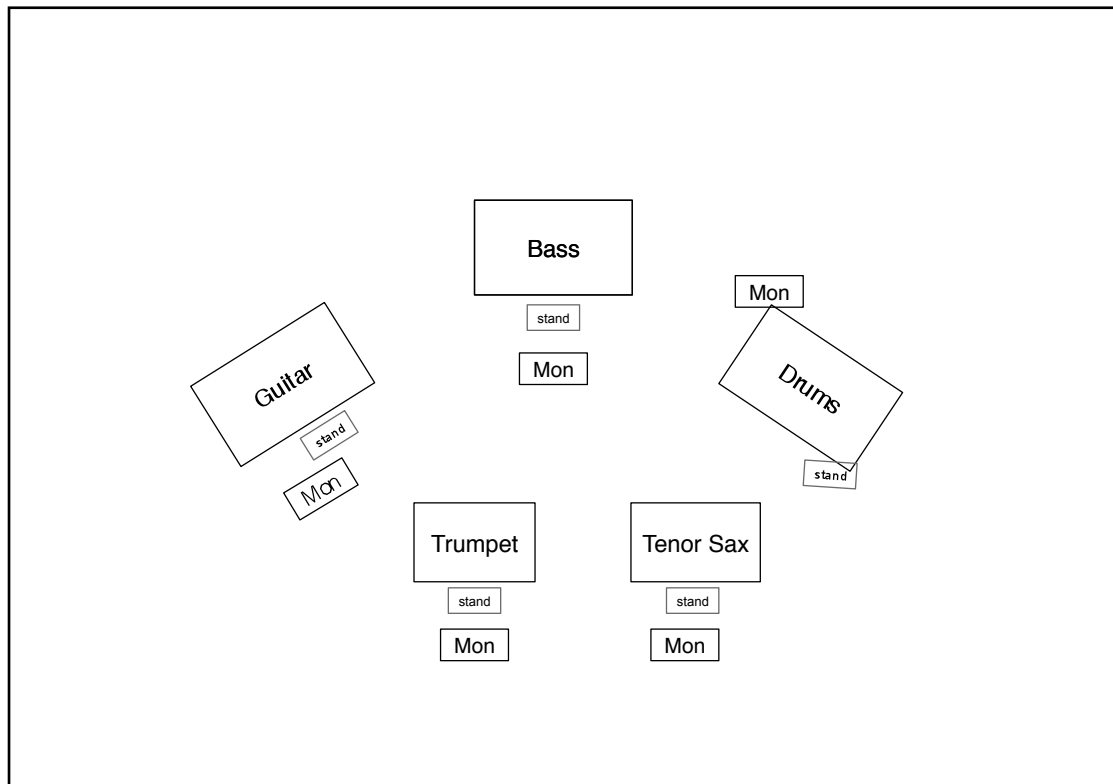 Bass
Mon
stand
Mon
Guitar
Drums
stand
stand
Mon
Trumpet
Tenor Sax
stand
stand
Mon
Mon